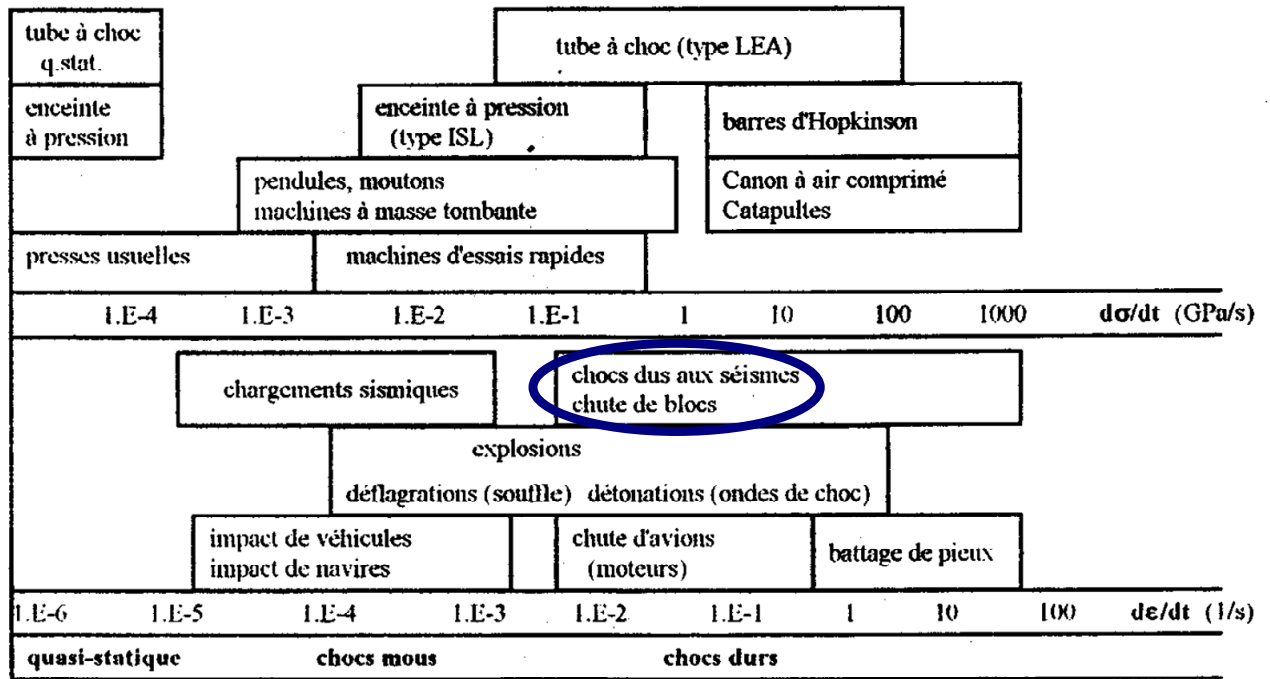 tube à choc
q.stat.
tube à choc (type LEA)
enceinte
à pression
enceinte à pression
(type ISL)
barres d'Hopkinson
pendules, moutons
machines à masse tombante
Canon à air comprimé
Catapultes
presses usuelles
machines d'essais rapides
1.E-4 1.E-3 1.E-2 1.E-1 1 10 100 1000 dσ/dt (GPa/s)
chargements sismiques
chocs dus aux séismes
chute de blocs
explosions
déflagrations (souffle) détonations (ondes de choc)
impact de véhicules
impact de navires
chute d'avions
(moteurs)
battage de pieux
1.E-6 1.E-5 1.E-4 1.E-3 1.E-2 1.E-1 1 10 100 dε/dt (1/s)
quasi-statique chocs mous chocs durs